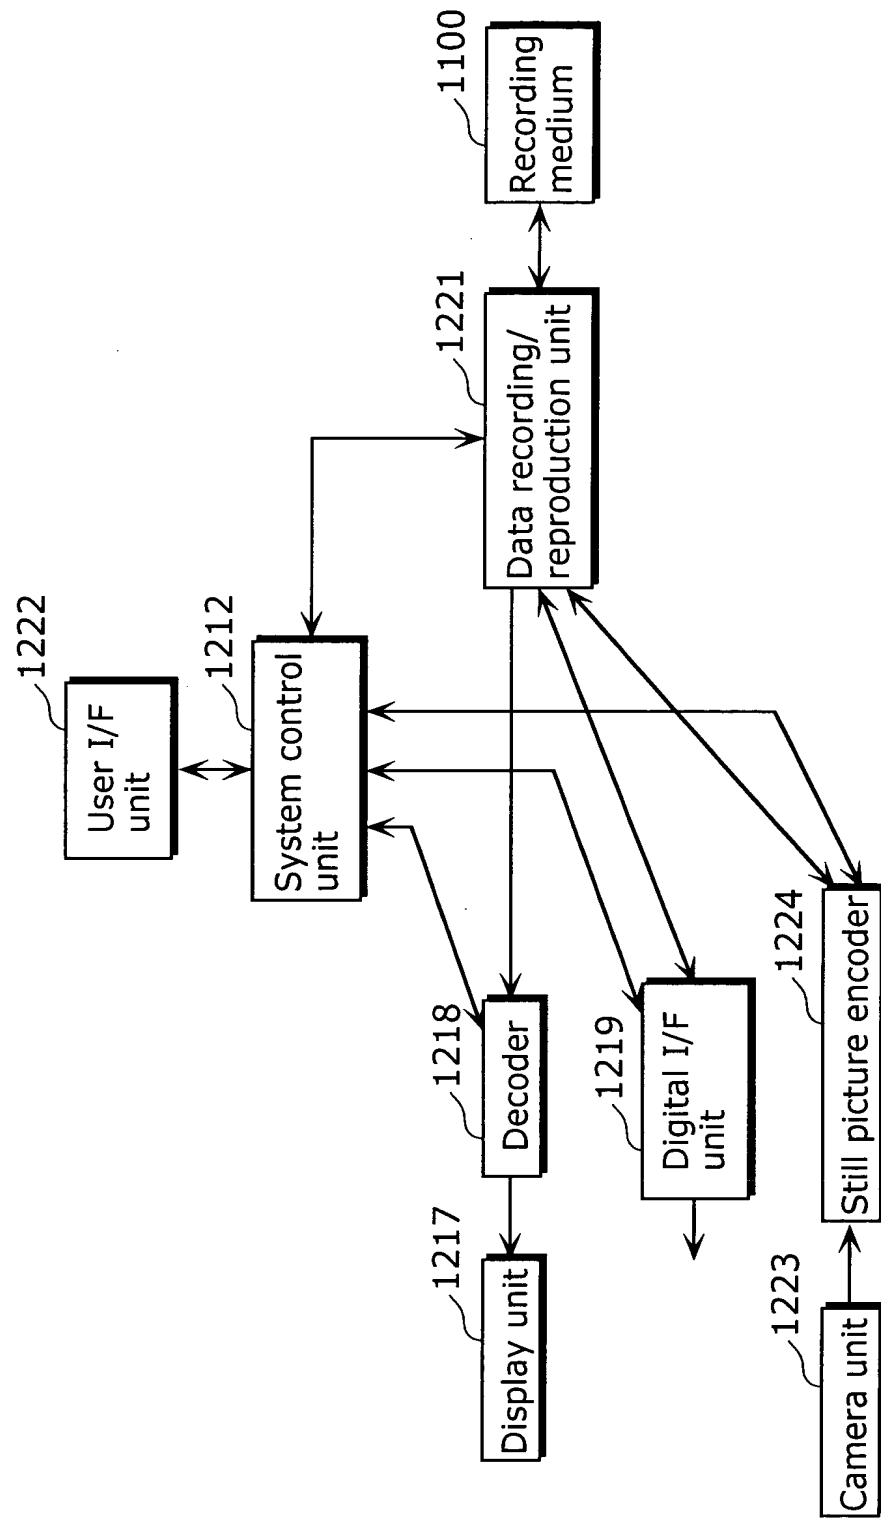 1222
User I/F
unit
1212
System control
unit
1217
Display unit
1218
Decoder
1221
Data recording/
reproduction unit
1100
Recording
medium
1219
Digital I/F
unit
1223
Camera unit
1224
Still picture encoder